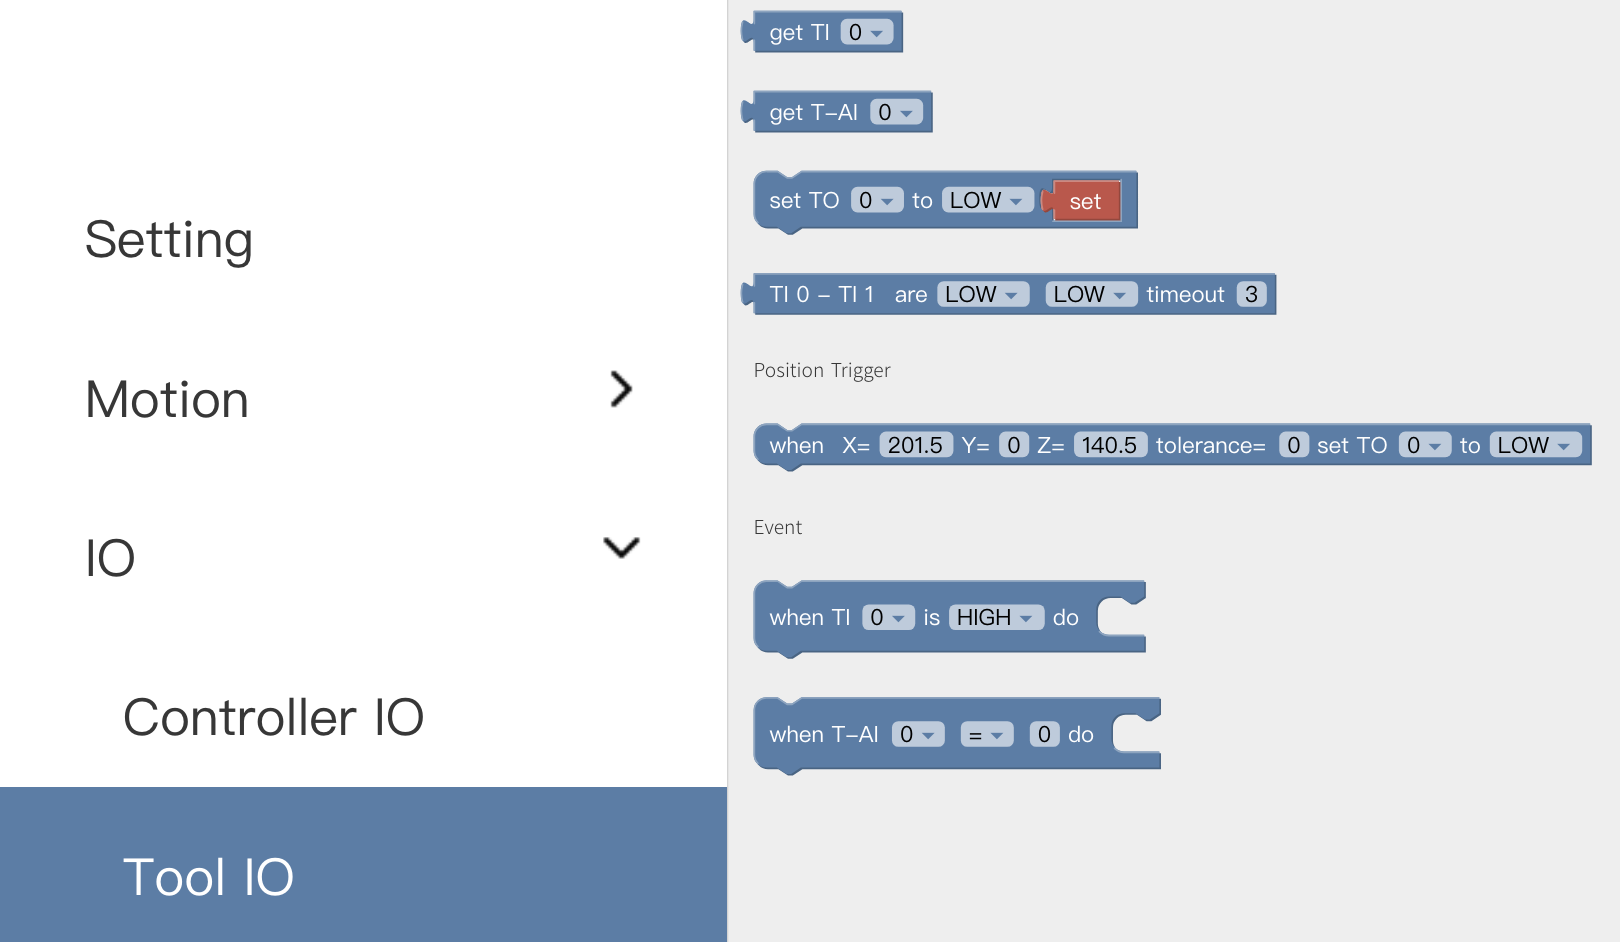 Setting
Motion
IO
Controller IO
Tool IO
get TI 0
get T-AI 0
set TO 0 to LOW set
TI 0 - TI 1 are LOW LOW timeout 3
Position Trigger
when X= 201.5 Y= 0 Z= 140.5 tolerance= 0 set TO 0 to LOW
Event
when TI 0 is HIGH do
when T-AI 0 = 0 do